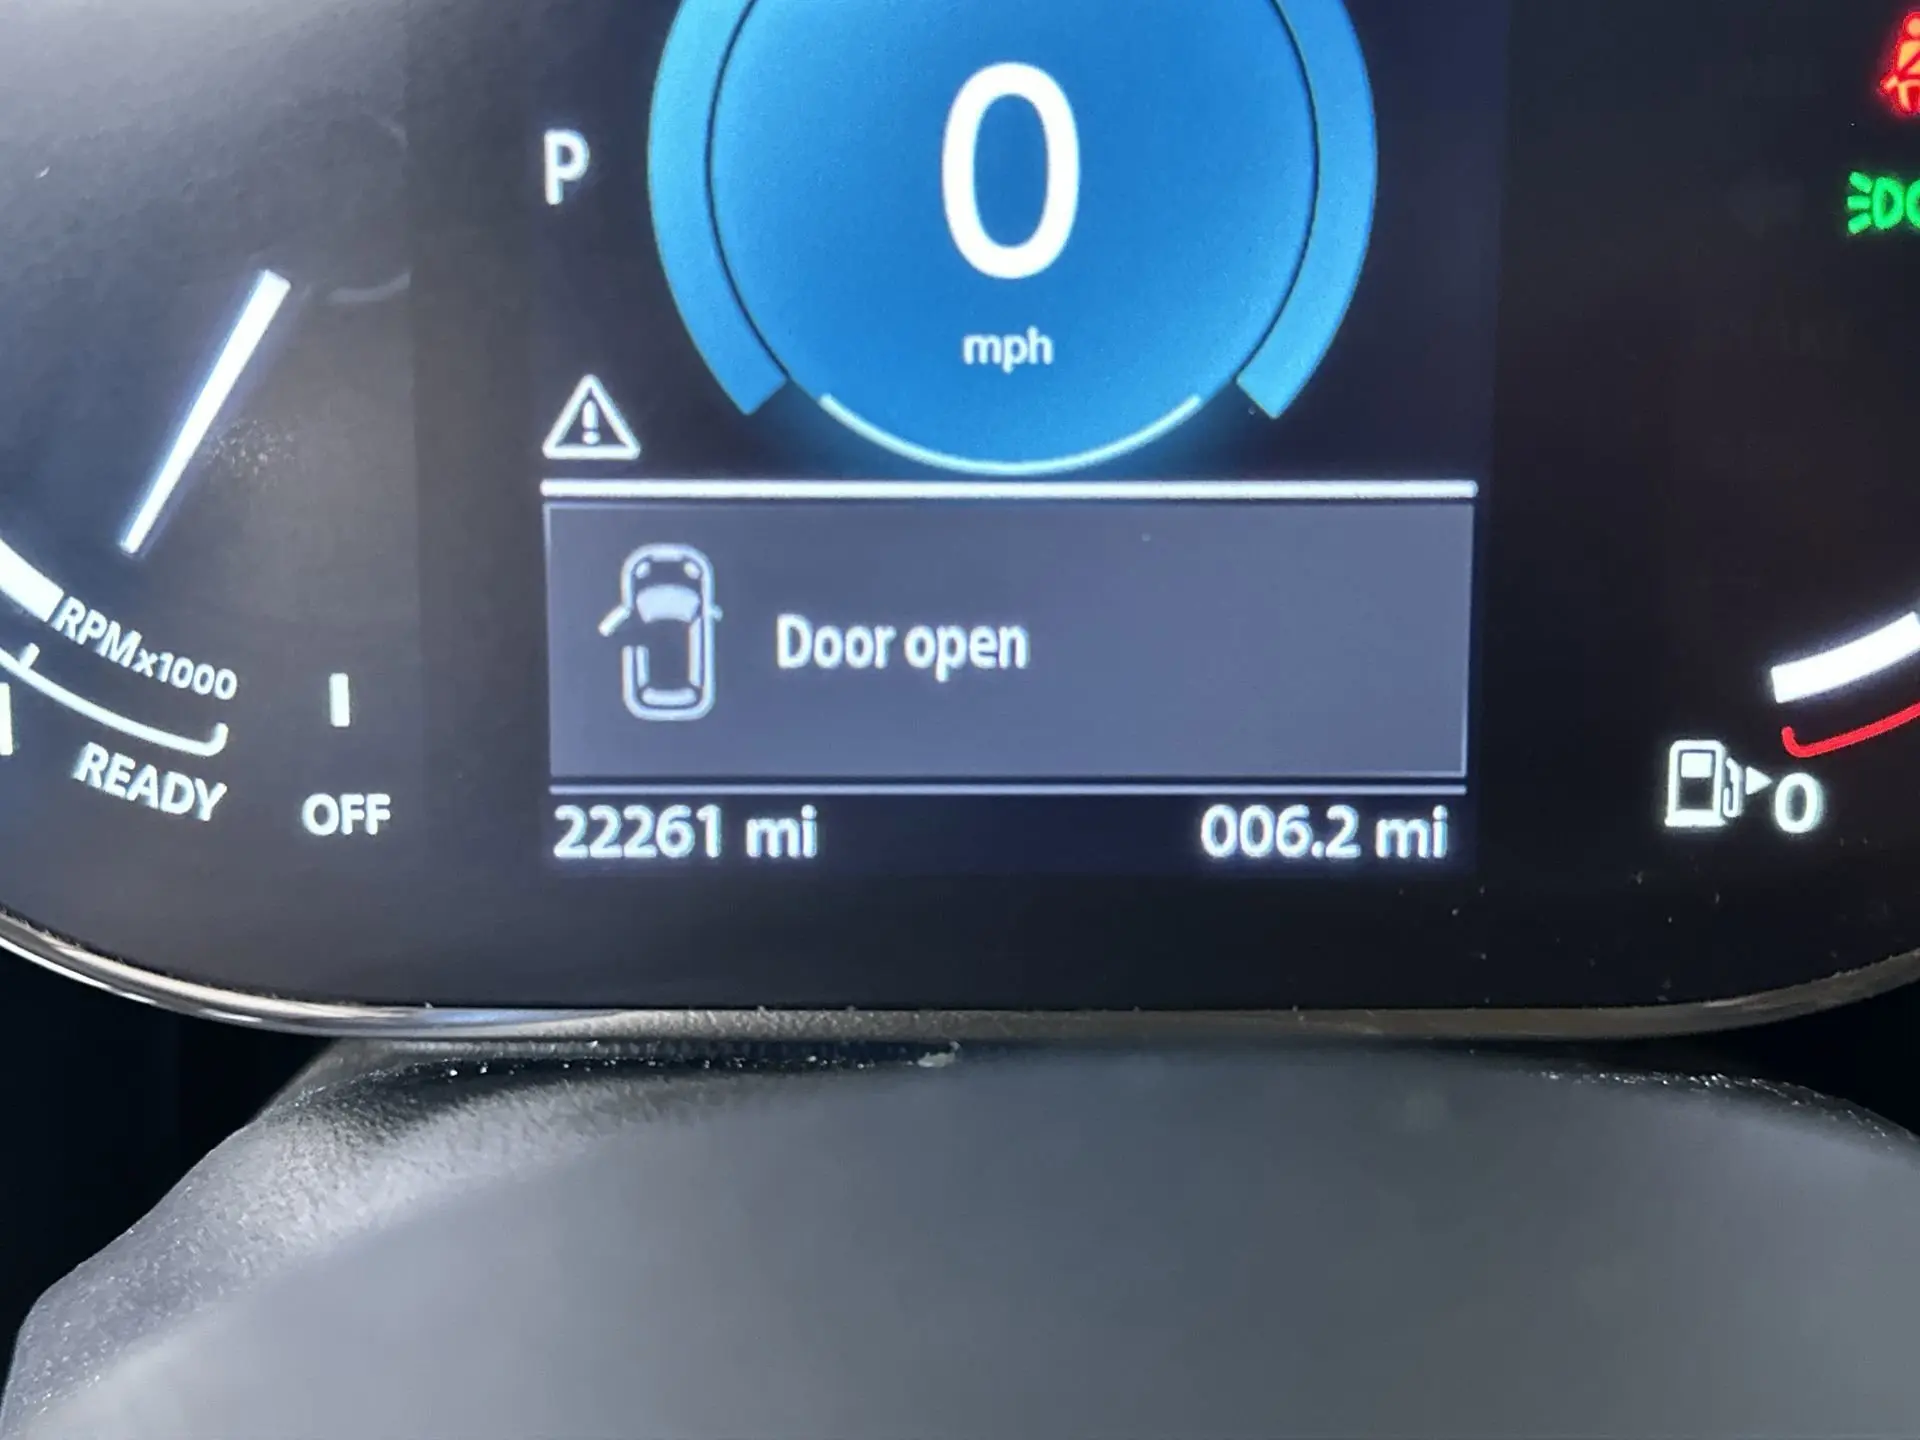 0
P
mph
RPMx1000
READY
OFF
Door open
22261 mi
006.2 mi
0